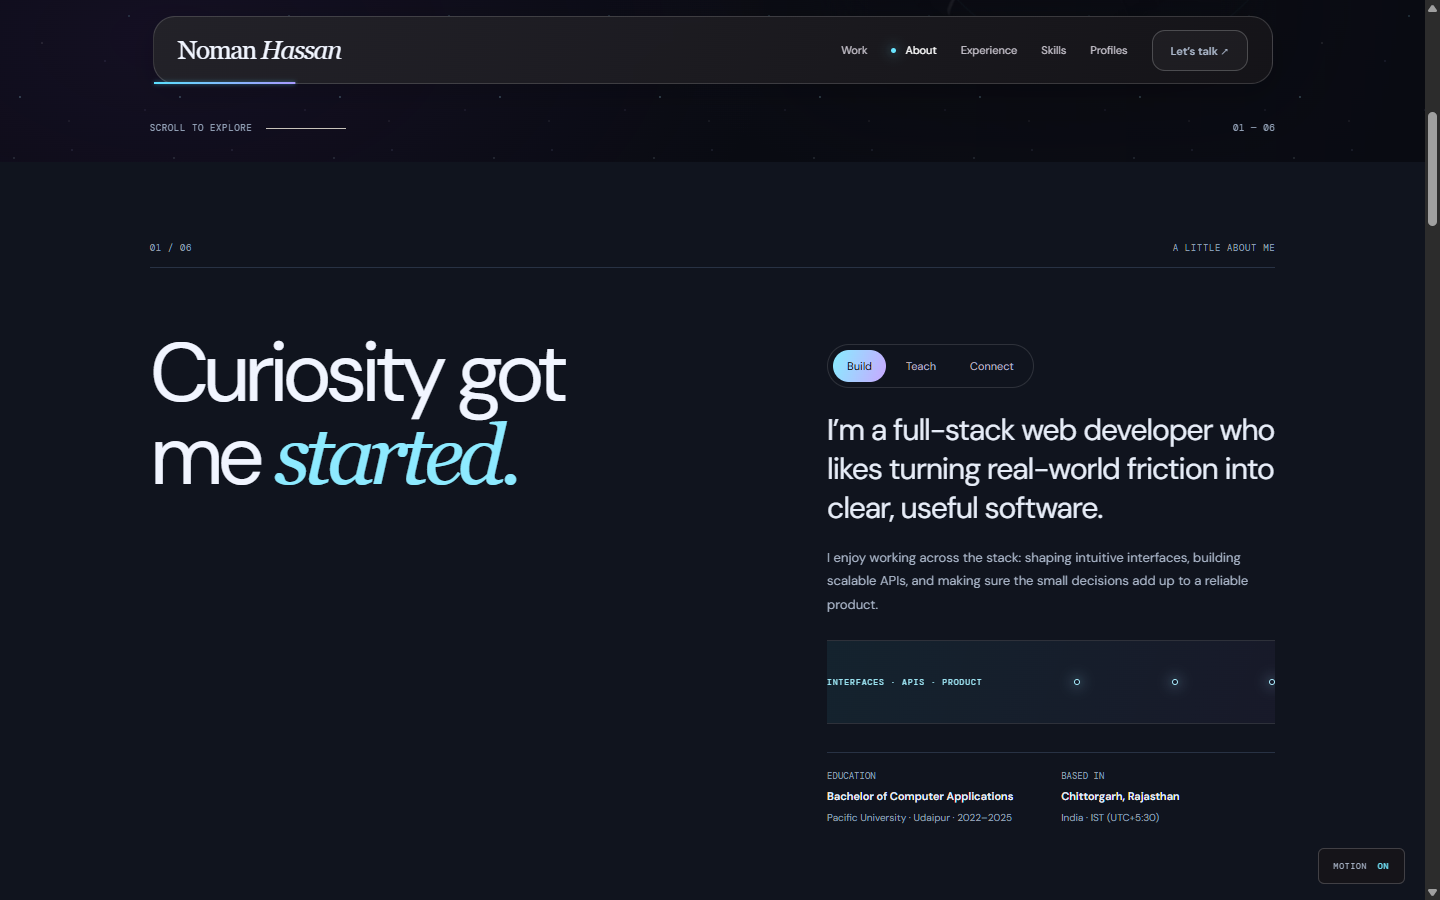 Noman Hassan
Work
About
Experience
Skills
Profiles
Let's talk ↗
SCROLL TO EXPLORE
01 — 06
01 / 06
A LITTLE ABOUT ME
Curiosity got
me started.
Build
Teach
Connect
I'm a full-stack web developer who
likes turning real-world friction into
clear, useful software.
I enjoy working across the stack: shaping intuitive interfaces, building
scalable APIs, and making sure the small decisions add up to a reliable
product.
INTERFACES · APIS · PRODUCT
EDUCATION
Bachelor of Computer Applications
Pacific University · Udaipur · 2022–2025
BASED IN
Chittorgarh, Rajasthan
India · IST (UTC+5:30)
MOTION ON